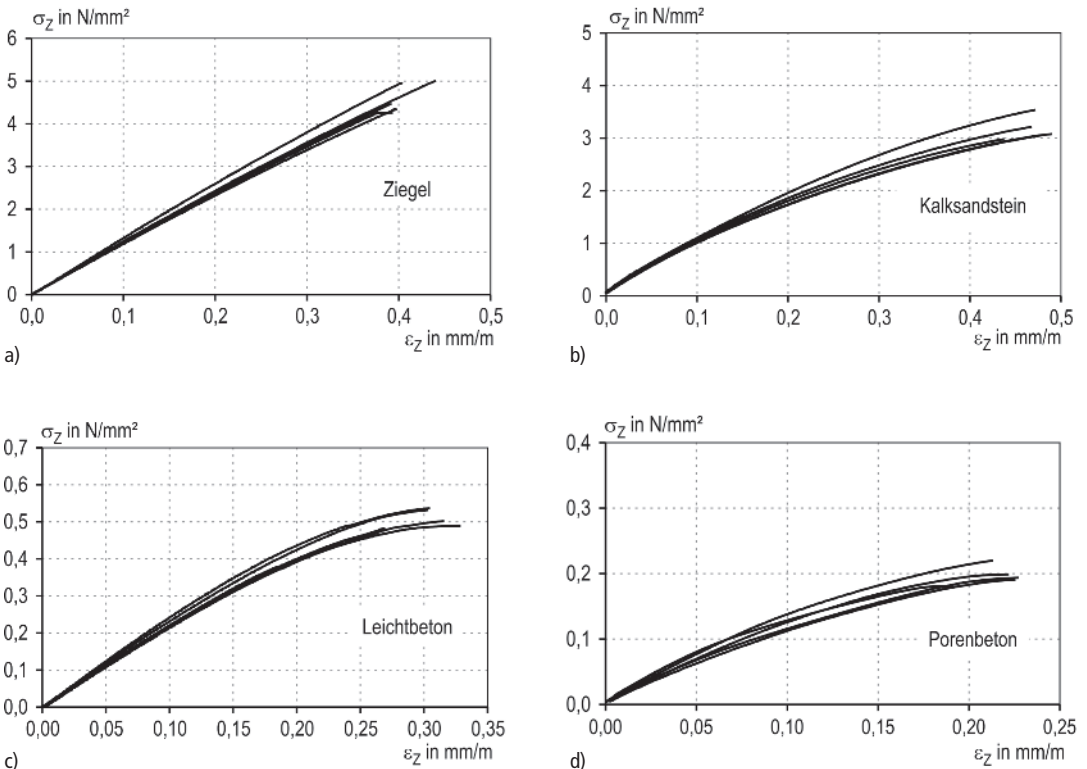 σZ in N/mm²
6
5
4
3
2
1
0
Ziegel
0,0 0,1 0,2 0,3 0,4 0,5
εZ in mm/m
a)
σZ in N/mm²
5
4
3
2
1
0
Kalksandstein
0,0 0,1 0,2 0,3 0,4 0,5
εZ in mm/m
b)
σZ in N/mm²
0,7
0,6
0,5
0,4
0,3
0,2
0,1
0,0
Leichtbeton
0,00 0,05 0,10 0,15 0,20 0,25 0,30 0,35
εZ in mm/m
c)
σZ in N/mm²
0,4
0,3
0,2
0,1
0,0
Porenbeton
0,00 0,05 0,10 0,15 0,20 0,25
εZ in mm/m
d)